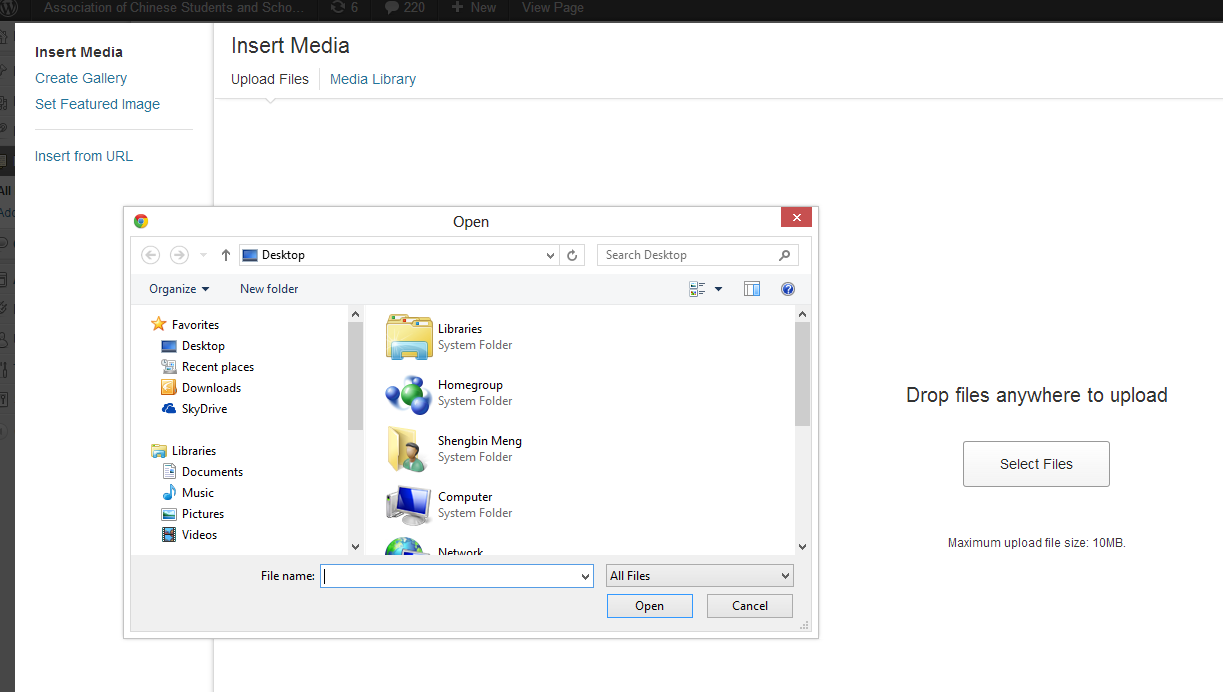 Association of Chinese Students and Scho... 6 220 New View Page
Insert Media
Create Gallery
Set Featured Image
Insert from URL
All
Insert Media
Upload Files Media Library
Drop files anywhere to upload
Select Files
Maximum upload file size: 10MB.
Open
Desktop Search Desktop
Organize New folder
Favorites
Desktop
Recent places
Downloads
SkyDrive
Libraries
Documents
Music
Pictures
Videos
Libraries
System Folder
Homegroup
System Folder
Shengbin Meng
System Folder
Computer
System Folder
Network
File name: All Files
Open Cancel